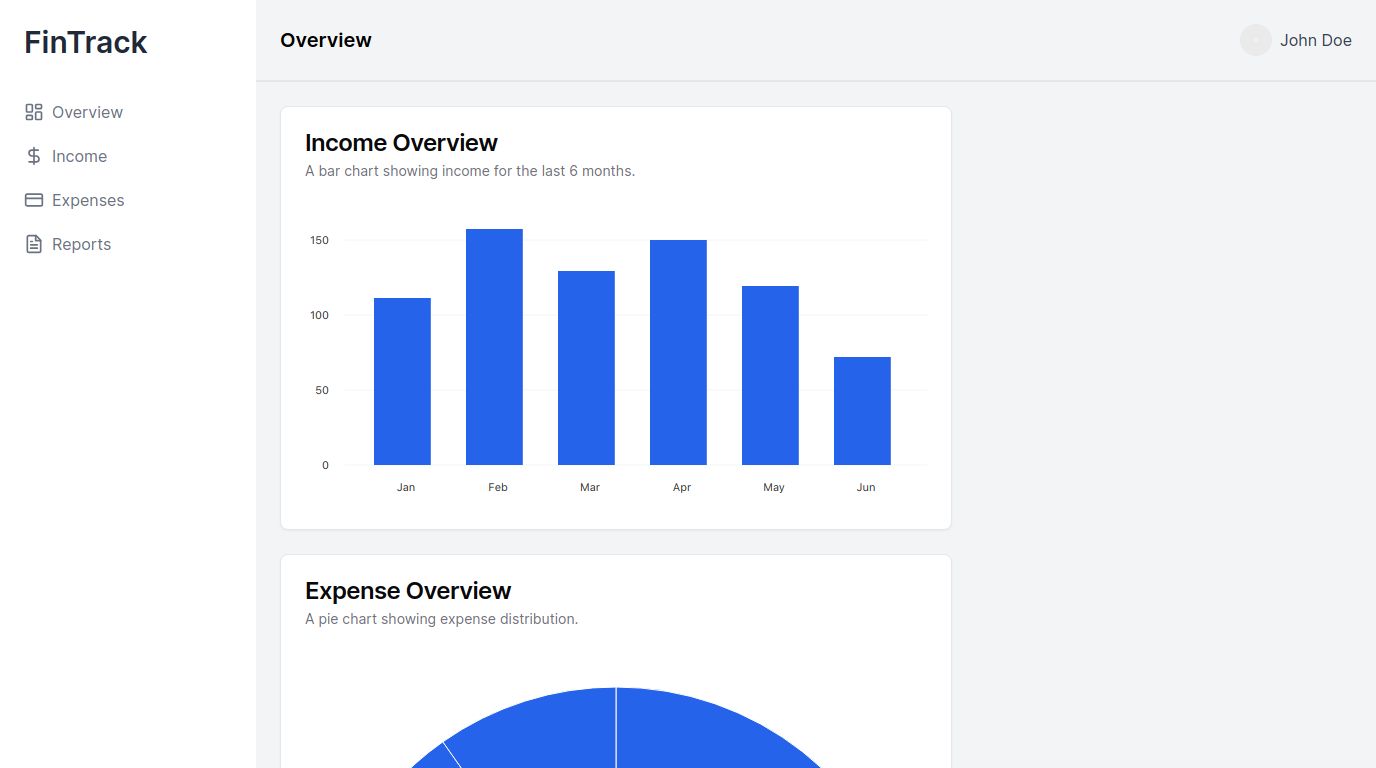 FinTrack
Overview
Income
Expenses
Reports
Overview
John Doe
Income Overview
A bar chart showing income for the last 6 months.
150
100
50
0
Jan
Feb
Mar
Apr
May
Jun
Expense Overview
A pie chart showing expense distribution.